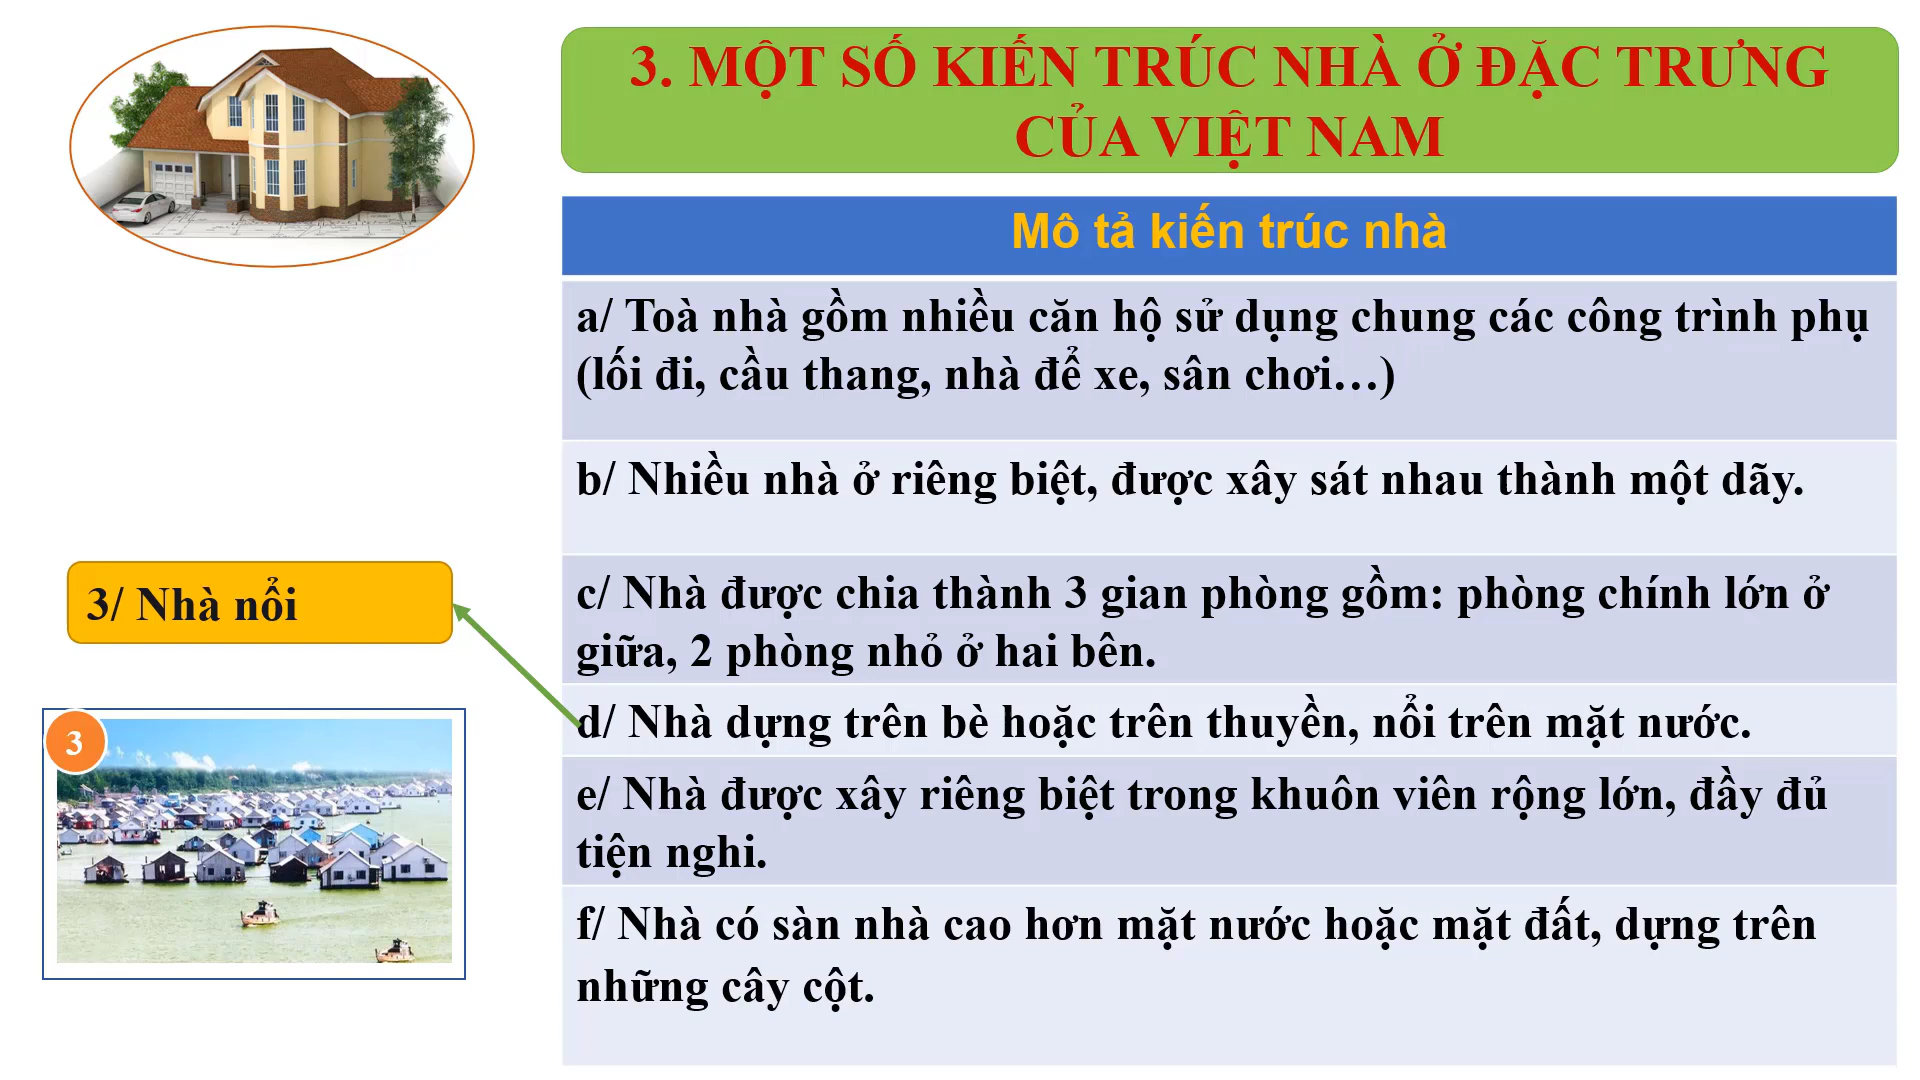 3. MỘT SỐ KIẾN TRÚC NHÀ Ở ĐẶC TRƯNG
CỦA VIỆT NAM
Mô tả kiến trúc nhà
a/ Toà nhà gồm nhiều căn hộ sử dụng chung các công trình phụ
(lối đi, cầu thang, nhà để xe, sân chơi…)
b/ Nhiều nhà ở riêng biệt, được xây sát nhau thành một dãy.
c/ Nhà được chia thành 3 gian phòng gồm: phòng chính lớn ở
giữa, 2 phòng nhỏ ở hai bên.
d/ Nhà dựng trên bè hoặc trên thuyền, nổi trên mặt nước.
e/ Nhà được xây riêng biệt trong khuôn viên rộng lớn, đầy đủ
tiện nghi.
f/ Nhà có sàn nhà cao hơn mặt nước hoặc mặt đất, dựng trên
những cây cột.
3/ Nhà nổi
3